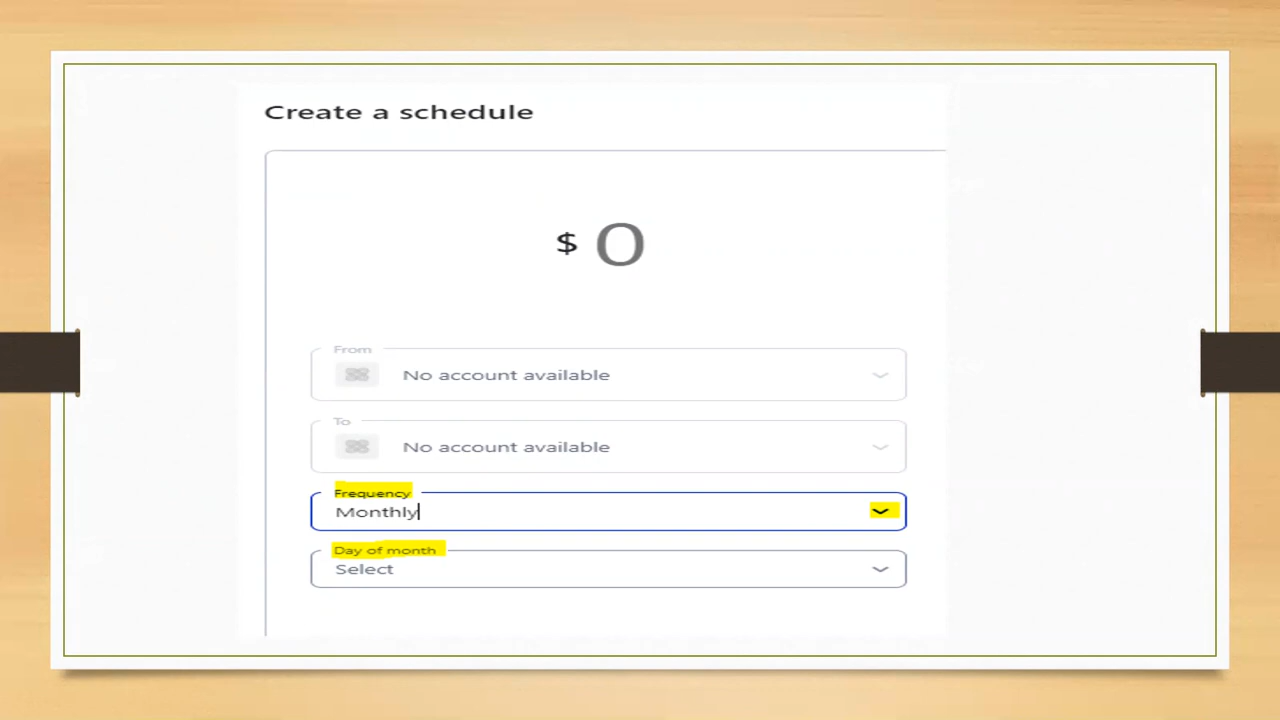 Create a schedule
$ 0
From
No account available
To
No account available
Frequency
Monthly
Day of month
Select